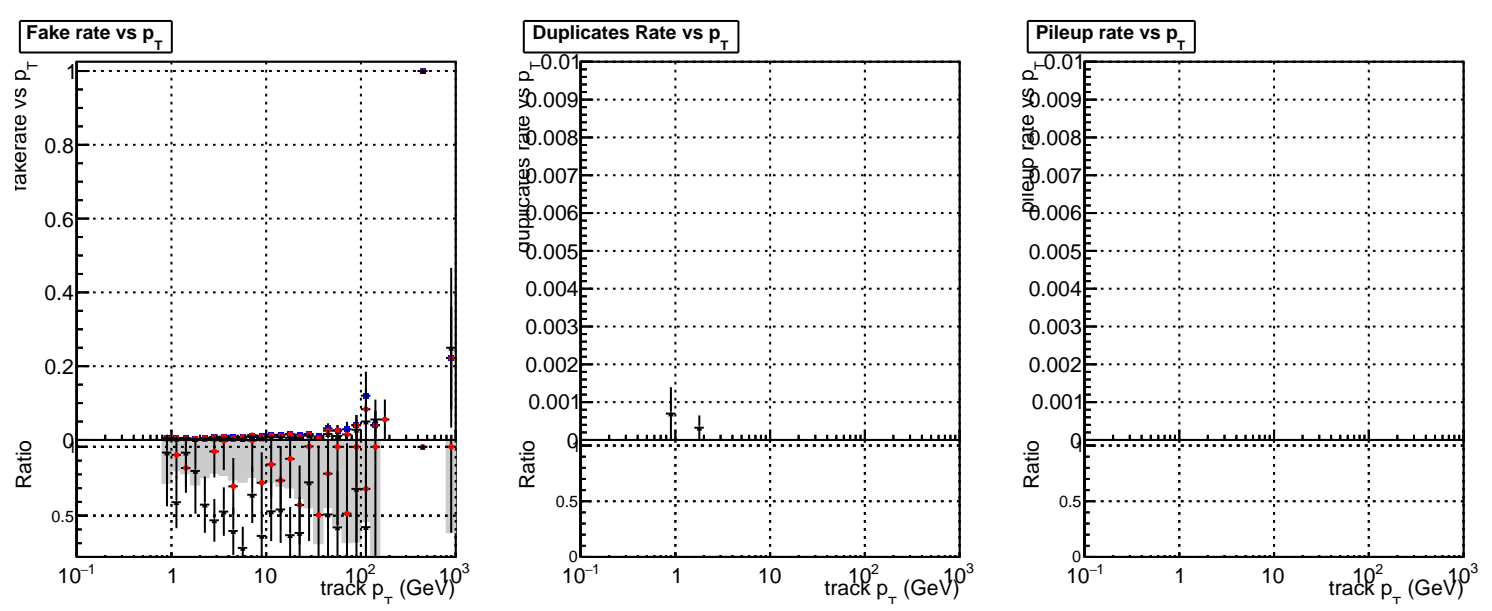 Fake rate vs p_T
fakerate vs p_T
1
0.8
0.6
0.4
0.2
0
Ratio
1
0.5
10^−1 1 10 10^2 10^3
track p_T (GeV)
Duplicates Rate vs p_T
duplicates rate vs p_T
0.01
0.009
0.008
0.007
0.006
0.005
0.004
0.003
0.002
0.001
0
Ratio
1
0.5
0
10^−1 1 10 10^2 10^3
track p_T (GeV)
Pileup rate vs p_T
pileup rate vs p_T
0.01
0.009
0.008
0.007
0.006
0.005
0.004
0.003
0.002
0.001
0
Ratio
1
0.5
0
10^−1 1 10 10^2 10^3
track p_T (GeV)